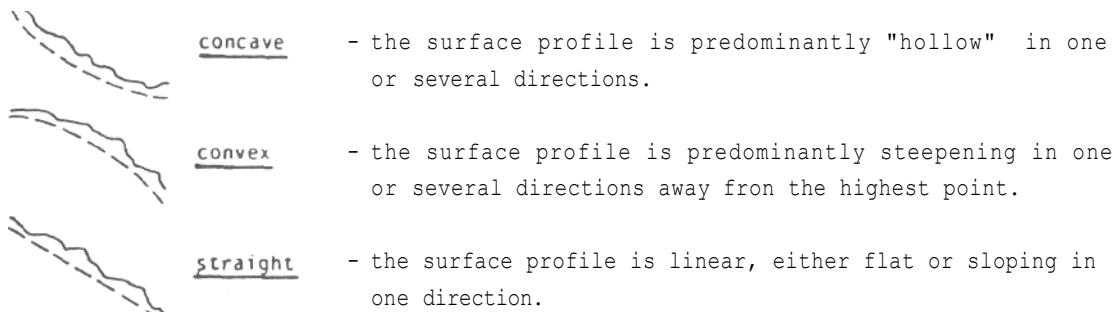 concave - the surface profile is predominantly "hollow" in one
or several directions.
convex - the surface profile is predominantly steepening in one
or several directions away fron the highest point.
straight - the surface profile is linear, either flat or sloping in
one direction.